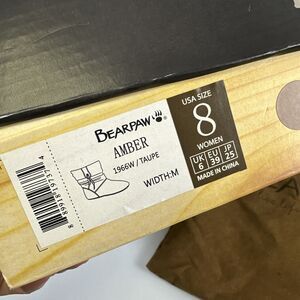 BEARPAW
AMBER
1966W / TAUPE
WIDTH:M
USA SIZE
8
WOMEN
UK EU JP
6 39 25
MADE IN CHINA